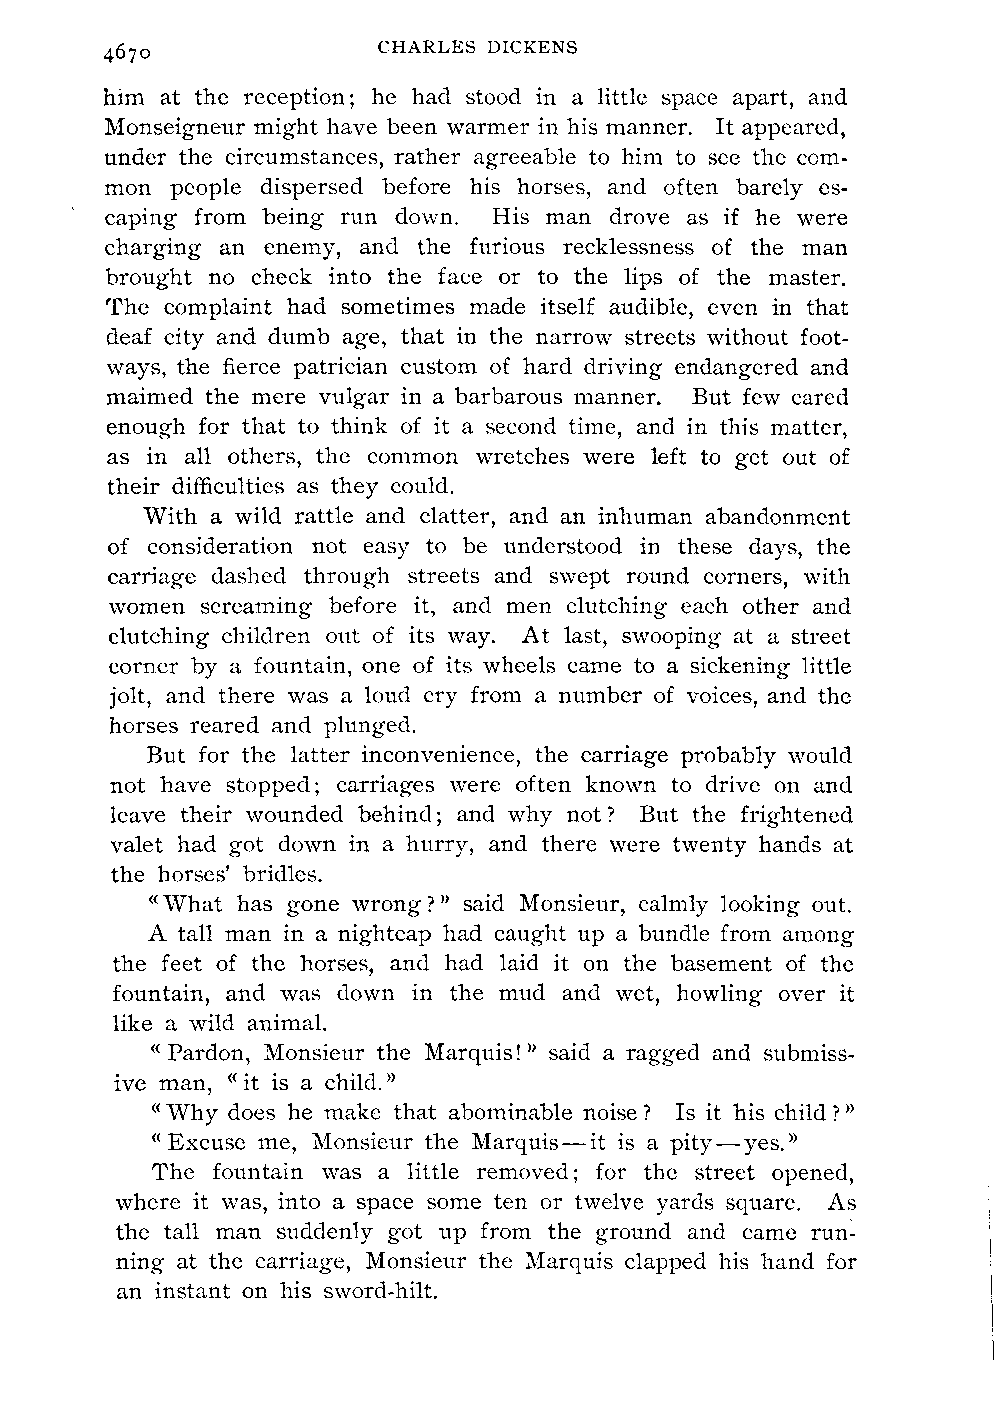 4670
CHARLES DICKENS
him at the reception; he had stood in a little space apart, and
Monseigneur might have been warmer in his manner. It appeared,
under the circumstances, rather agreeable to him to see the com-
mon people dispersed before his horses, and often barely es-
caping from being run down. His man drove as if he were
charging an enemy, and the furious recklessness of the man
brought no check into the face or to the lips of the master.
The complaint had sometimes made itself audible, even in that
deaf city and dumb age, that in the narrow streets without foot-
ways, the fierce patrician custom of hard driving endangered and
maimed the mere vulgar in a barbarous manner. But few cared
enough for that to think of it a second time, and in this matter,
as in all others, the common wretches were left to get out of
their difficulties as they could.
With a wild rattle and clatter, and an inhuman abandonment
of consideration not easy to be understood in these days, the
carriage dashed through streets and swept round corners, with
women screaming before it, and men clutching each other and
clutching children out of its way. At last, swooping at a street
corner by a fountain, one of its wheels came to a sickening little
jolt, and there was a loud cry from a number of voices, and the
horses reared and plunged.
But for the latter inconvenience, the carriage probably would
not have stopped; carriages were often known to drive on and
leave their wounded behind; and why not? But the frightened
valet had got down in a hurry, and there were twenty hands at
the horses' bridles.
«What has gone wrong?» said Monsieur, calmly looking out.
A tall man in a nightcap had caught up a bundle from among
the feet of the horses, and had laid it on the basement of the
fountain, and was down in the mud and wet, howling over it
like a wild animal.
«Pardon, Monsieur the Marquis!» said a ragged and submiss-
ive man, «it is a child.»
«Why does he make that abominable noise? Is it his child?»
«Excuse me, Monsieur the Marquis—it is a pity—yes.»
The fountain was a little removed; for the street opened,
where it was, into a space some ten or twelve yards square. As
the tall man suddenly got up from the ground and came run-
ning at the carriage, Monsieur the Marquis clapped his hand for
an instant on his sword-hilt.